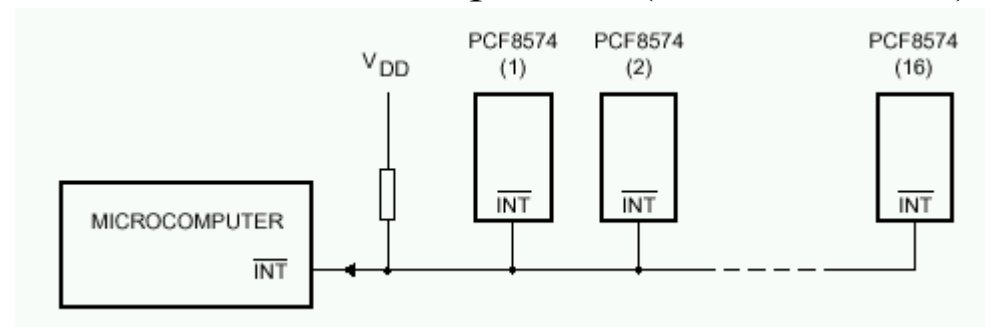 PCF8574
(1)
PCF8574
(2)
PCF8574
(16)
VDD
INT
INT
INT
MICROCOMPUTER
INT